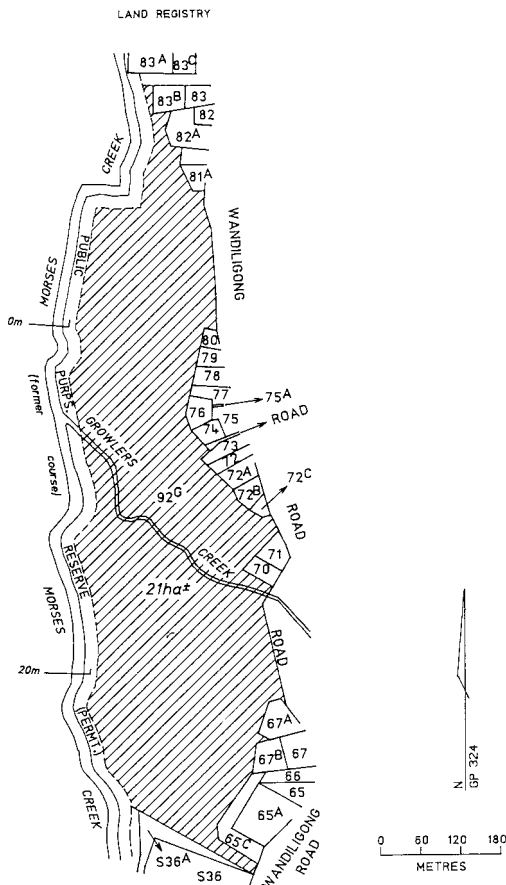 LAND REGISTRY
83A
83C
83B
83
82
82A
81A
CREEK
MORSES
PUBLIC
WANDILIGONG
0m
80
79
78
77
75A
76
75
74
ROAD
73
72
72A
72B
72C
PURPS.
(former
course)
GROWLERS
92G
CREEK
ROAD
71
70
RESERVE
21ha±
MORSES
ROAD
20m
(PERMT.)
67A
67B
67
66
65
65A
65C
CREEK
S36A
S36
WANDILIGONG
ROAD
N
GP 324
0 60 120 180
METRES